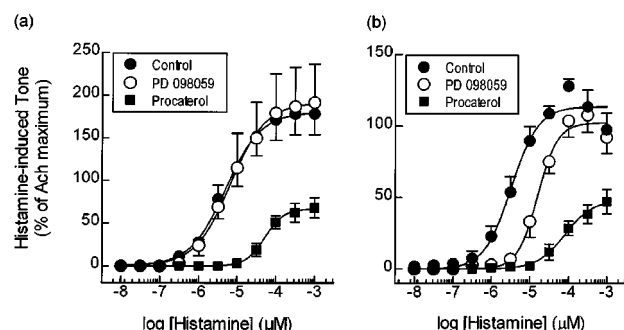 (a)
Control
PD 098059
Procaterol
Histamine-induced Tone
(% of Ach maximum)
250
200
150
100
50
0
-8 -7 -6 -5 -4 -3
log [Histamine] (μM)
(b)
Control
PD 098059
Procaterol
150
100
50
0
-8 -7 -6 -5 -4 -3
log [Histamine] (μM)